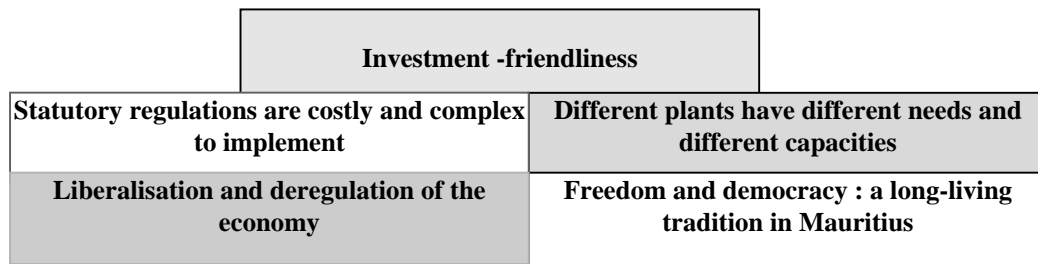 Investment -friendliness
Statutory regulations are costly and complex
to implement
Different plants have different needs and
different capacities
Liberalisation and deregulation of the
economy
Freedom and democracy : a long-living
tradition in Mauritius